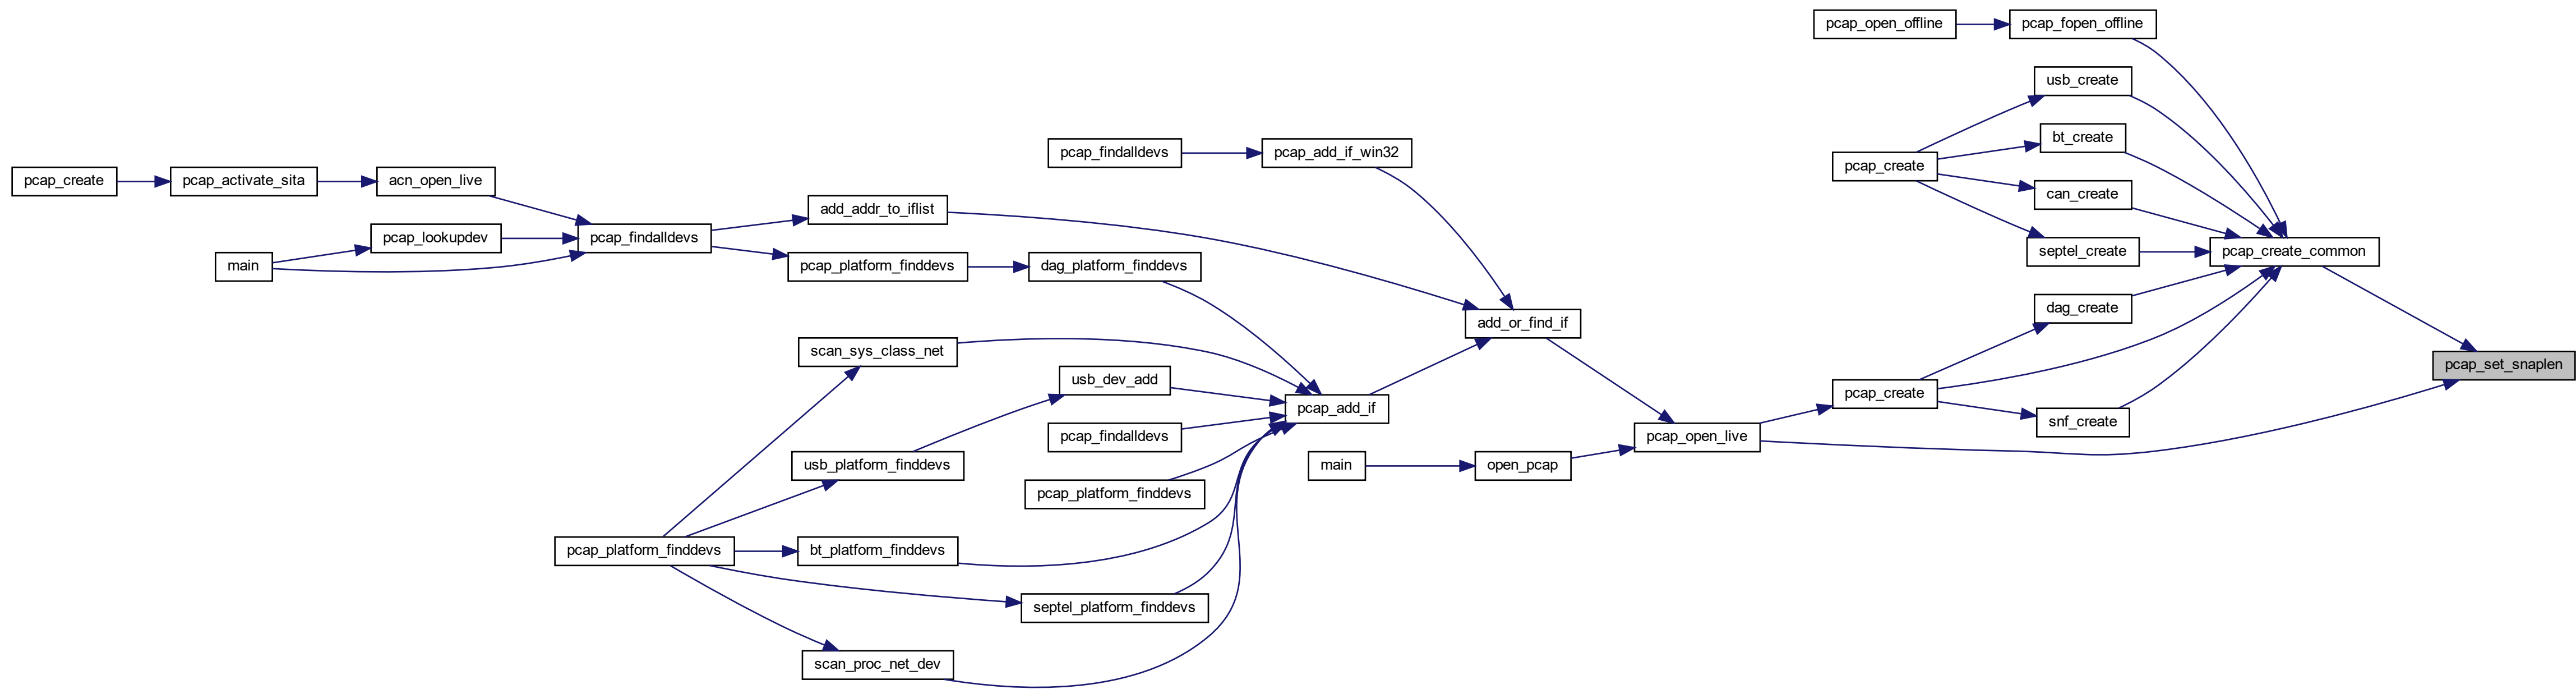 pcap_open_offline
pcap_fopen_offline
usb_create
bt_create
pcap_findalldevs
pcap_add_if_win32
pcap_create
pcap_create
pcap_activate_sita
acn_open_live
can_create
add_addr_to_iflist
pcap_lookupdev
pcap_findalldevs
septel_create
pcap_create_common
main
pcap_platform_finddevs
dag_platform_finddevs
dag_create
add_or_find_if
scan_sys_class_net
pcap_set_snaplen
usb_dev_add
pcap_create
pcap_add_if
snf_create
pcap_findalldevs
pcap_open_live
usb_platform_finddevs
main
open_pcap
pcap_platform_finddevs
pcap_platform_finddevs
bt_platform_finddevs
septel_platform_finddevs
scan_proc_net_dev